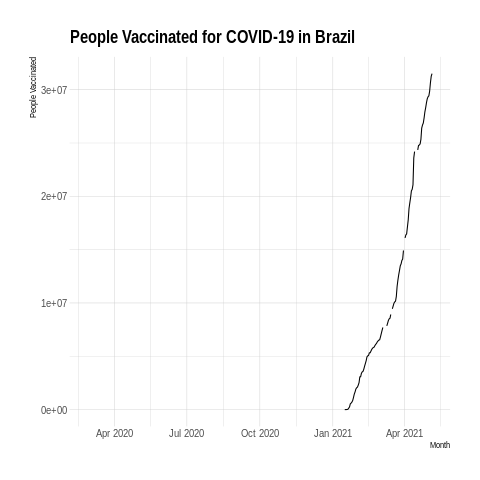 People Vaccinated for COVID-19 in Brazil
People Vaccinated
3e+07
2e+07
1e+07
0e+00
Apr 2020 Jul 2020 Oct 2020 Jan 2021 Apr 2021
Month